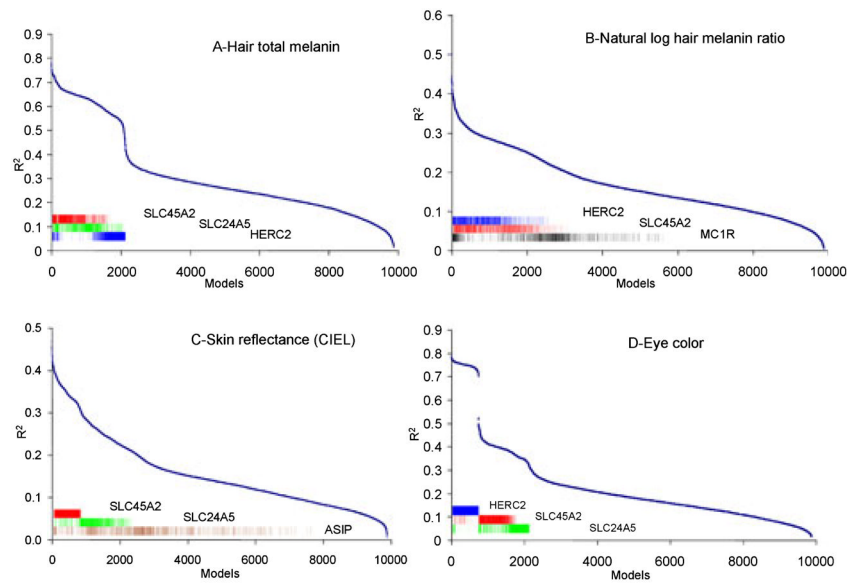 A-Hair total melanin
0.9
0.8
0.7
0.6
0.5
0.4
0.3
0.2
0.1
0
R²
SLC45A2
SLC24A5
HERC2
0 2000 4000 6000 8000 10000
Models
B-Natural log hair melanin ratio
0.6
0.5
0.4
0.3
0.2
0.1
0
R²
HERC2
SLC45A2
MC1R
0 2000 4000 6000 8000 10000
Models
C-Skin reflectance (CIEL)
0.5
0.4
0.3
0.2
0.1
0.0
R²
SLC45A2
SLC24A5
ASIP
0 2000 4000 6000 8000 10000
Models
D-Eye color
0.9
0.8
0.7
0.6
0.5
0.4
0.3
0.2
0.1
0
R²
HERC2
SLC45A2
SLC24A5
0 2000 4000 6000 8000 10000
Models